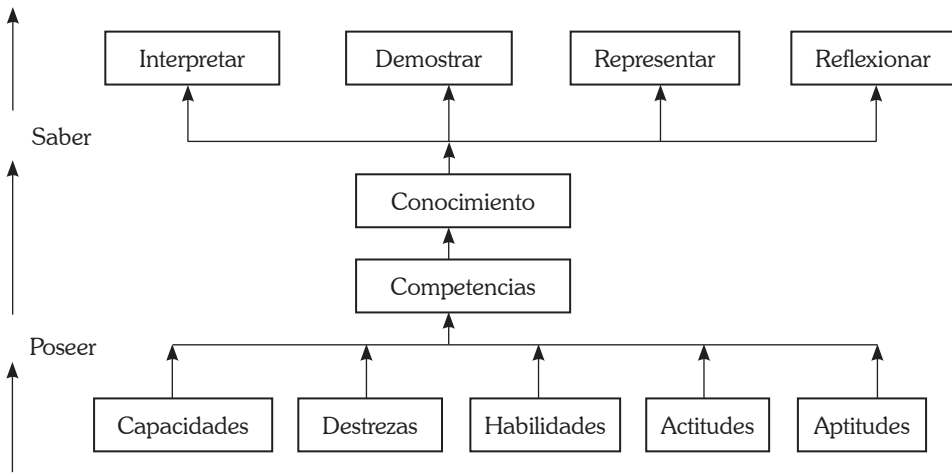 Interpretar
Demostrar
Representar
Reflexionar
Saber
Conocimiento
Competencias
Poseer
Capacidades
Destrezas
Habilidades
Actitudes
Aptitudes